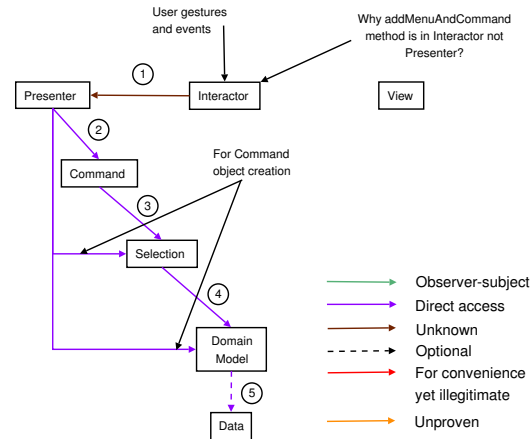 User gestures
and events
Why addMenuAndCommand
method is in Interactor not
Presenter?
1
Presenter
Interactor
View
2
For Command
object creation
Command
3
Selection
4
Observer-subject
Direct access
Unknown
Optional
For convenience
yet illegitimate
Unproven
Domain
Model
5
Data